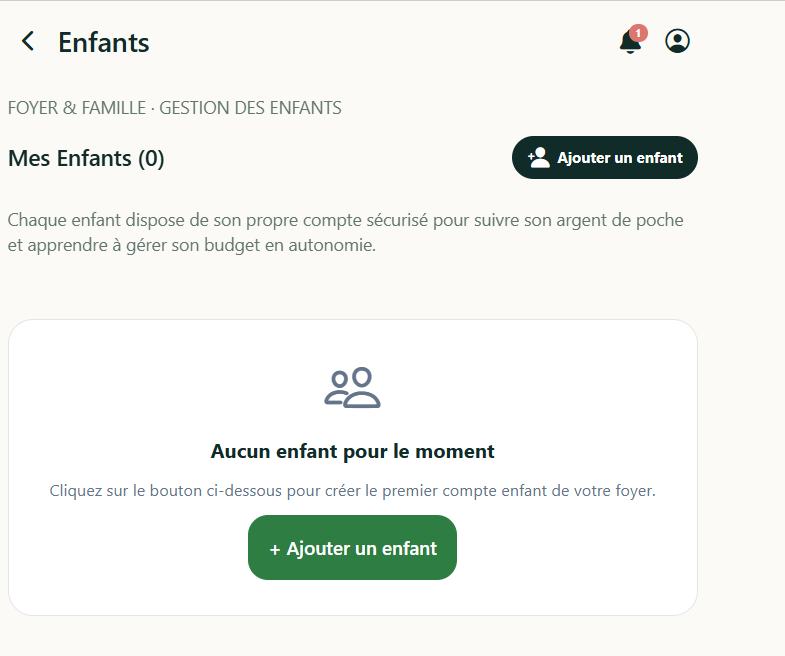 Enfants
1
FOYER & FAMILLE · GESTION DES ENFANTS
Mes Enfants (0)
Ajouter un enfant
Chaque enfant dispose de son propre compte sécurisé pour suivre son argent de poche
et apprendre à gérer son budget en autonomie.
Aucun enfant pour le moment
Cliquez sur le bouton ci-dessous pour créer le premier compte enfant de votre foyer.
+ Ajouter un enfant